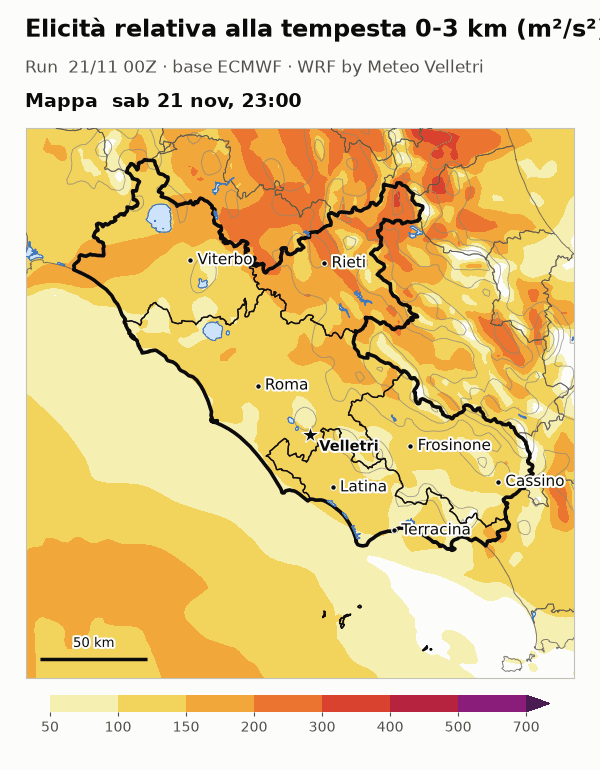 Elicità relativa alla tempesta 0-3 km (m²/s²)
Run 21/11 00Z · base ECMWF · WRF by Meteo Velletri
Mappa sab 21 nov, 23:00
Viterbo
Rieti
Roma
Velletri
Frosinone
Cassino
Latina
Terracina
50 km
50 100 150 200 300 400 500 700